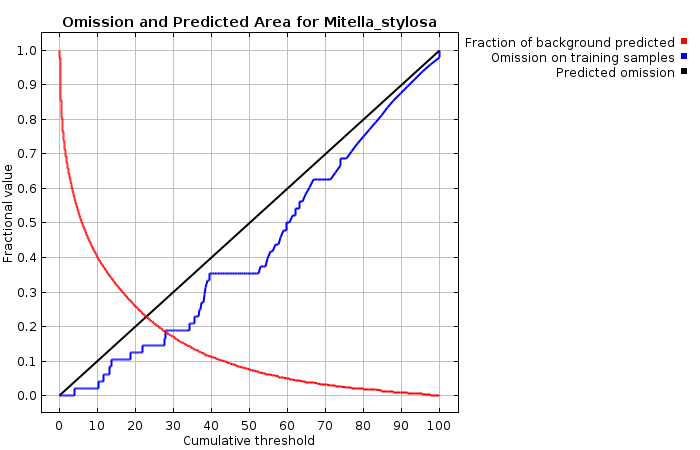 Omission and Predicted Area for Mitella_stylosa
Fraction of background predicted
Omission on training samples
Predicted omission
Fractional value
1.0
0.9
0.8
0.7
0.6
0.5
0.4
0.3
0.2
0.1
0.0
0 10 20 30 40 50 60 70 80 90 100
Cumulative threshold